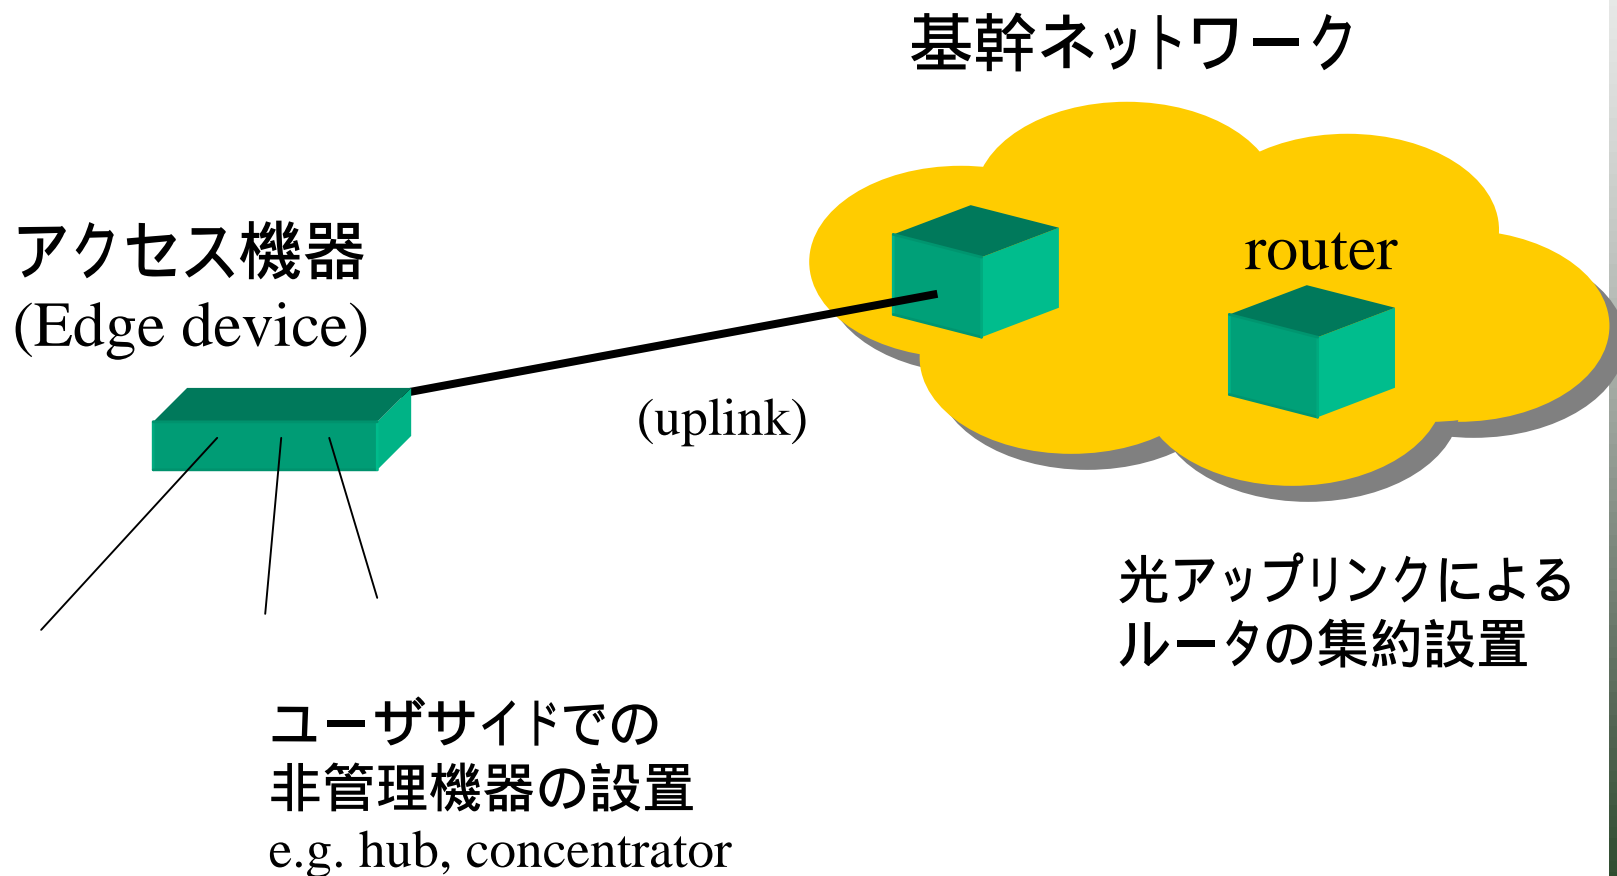 基幹ネットワーク
アクセス機器
(Edge device)
router
(uplink)
光アップリンクによる
ルータの集約設置
ユーザサイドでの
非管理機器の設置
e.g. hub, concentrator